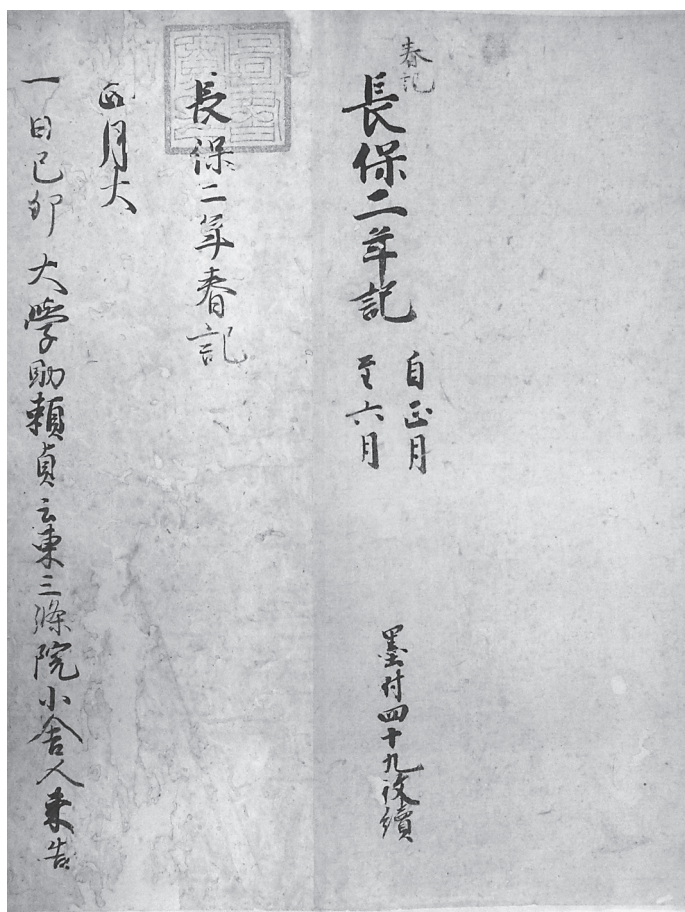 春記
長保二年記
自正月
至六月
墨付四十九枚續
長保二年春記
正月大
一日己卯大學助頼貞云東三條院小舍人来告